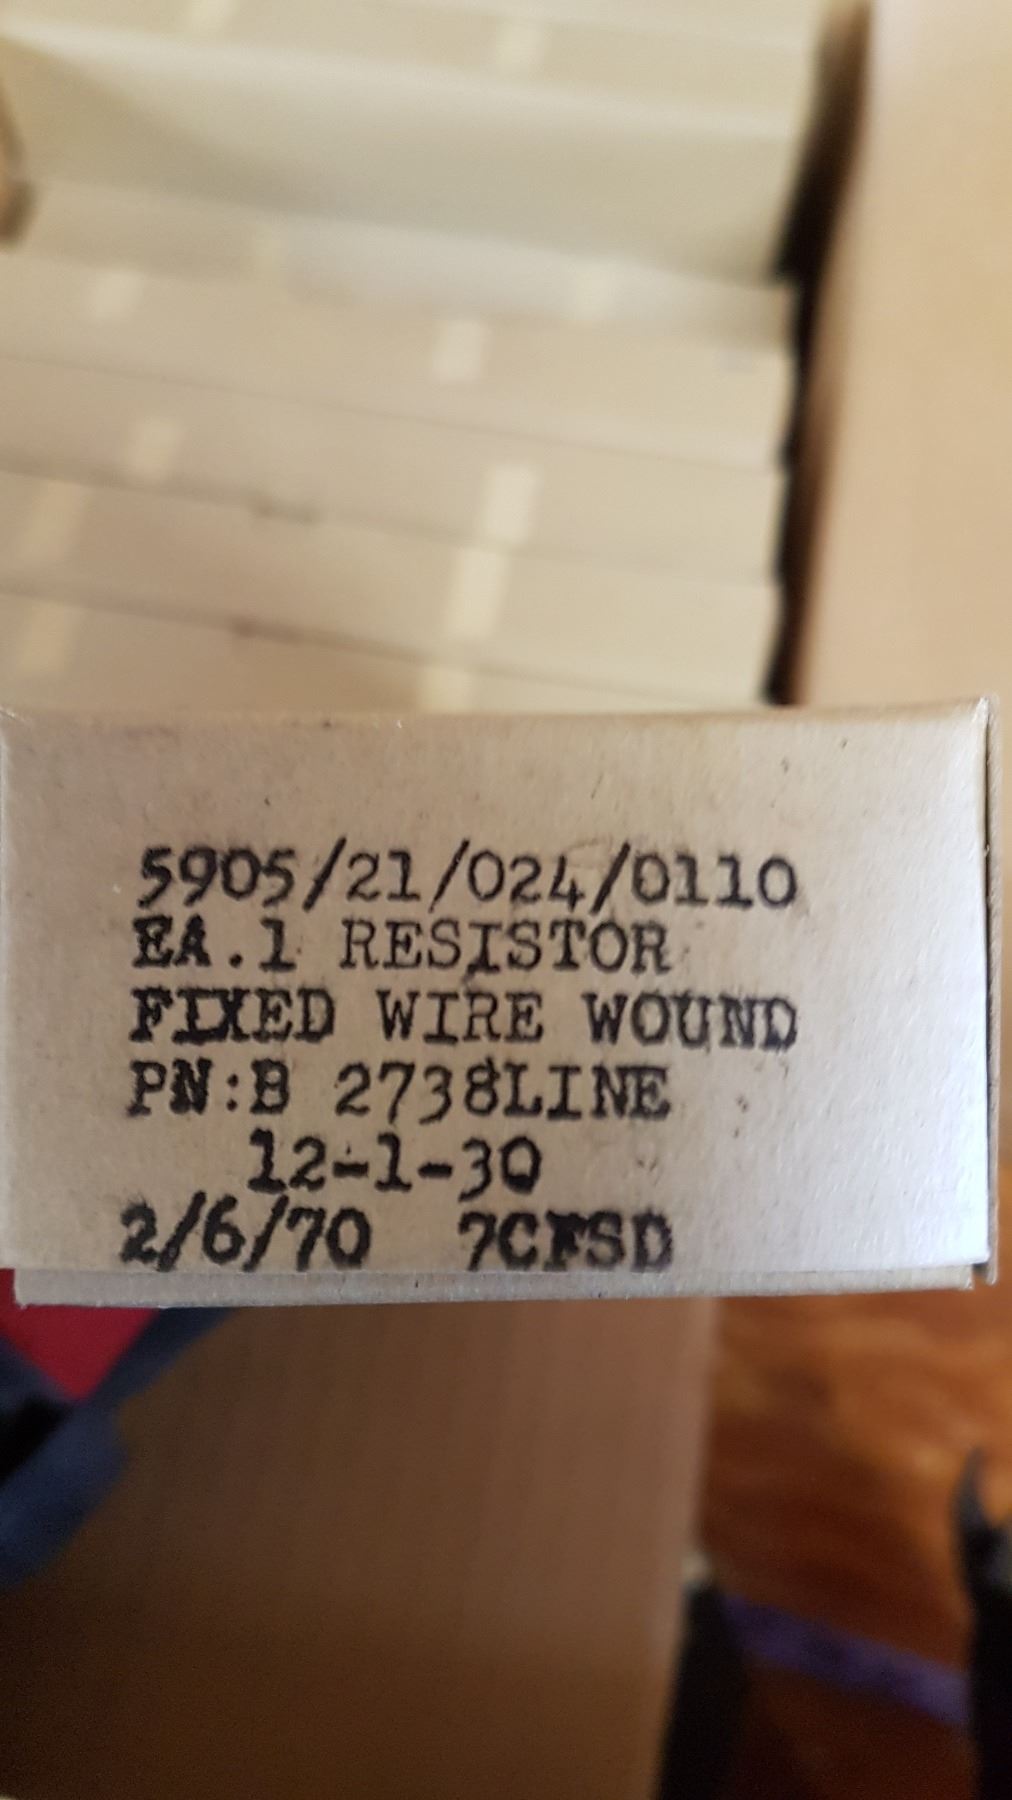 5905/21/024/0110
EA.1 RESISTOR
FIXED WIRE WOUND
PN:B 2738LINE
12-1-30
2/6/70 7CFSD